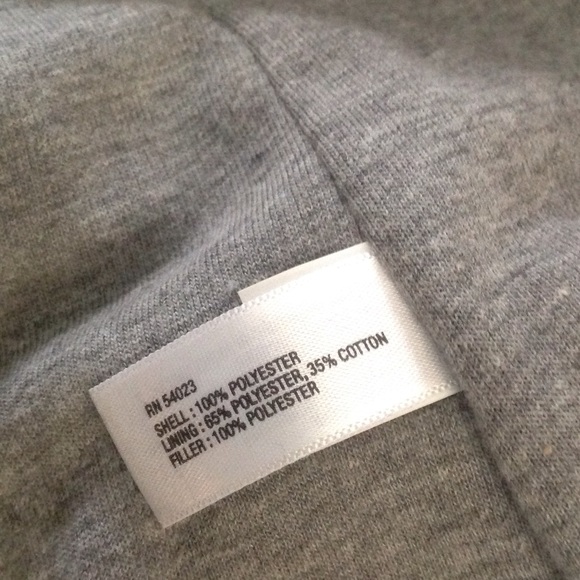 RN 54023
SHELL : 100% POLYESTER
LINING : 65% POLYESTER, 35% COTTON
FILLER : 100% POLYESTER